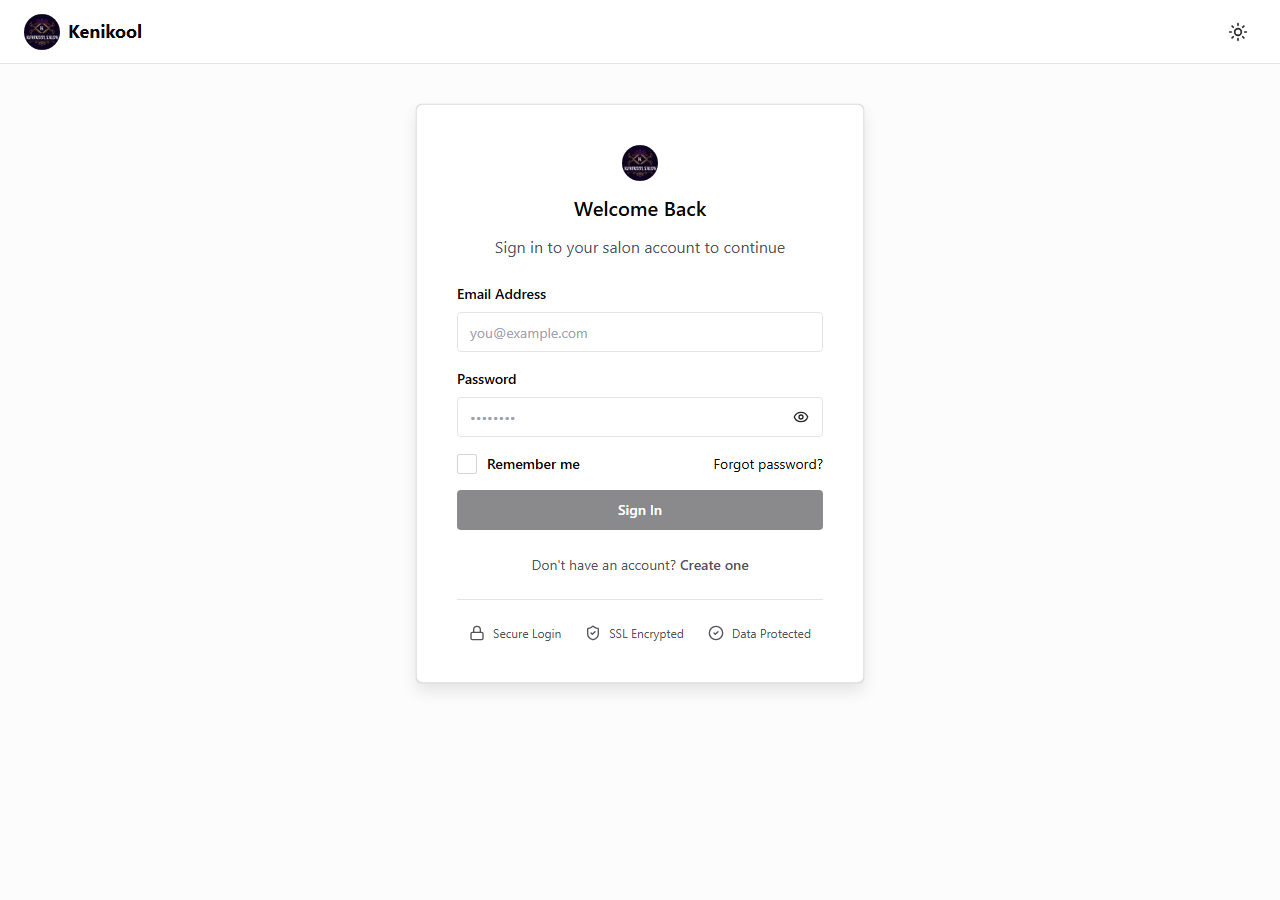 Kenikool
Welcome Back
Sign in to your salon account to continue
Email Address
you@example.com
Password
••••••••
Remember me
Forgot password?
Sign In
Don't have an account? Create one
Secure Login
SSL Encrypted
Data Protected